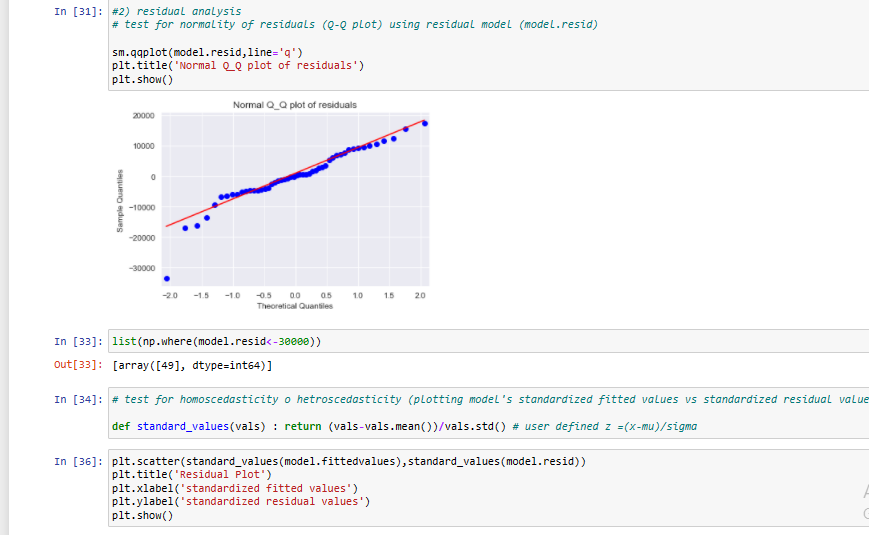 In [31]: #2) residual analysis
# test for normality of residuals (Q-Q plot) using residual model (model.resid)
sm.qqplot(model.resid,line='q')
plt.title('Normal Q_Q plot of residuals')
plt.show()
Normal Q_Q plot of residuals
20000
10000
0
−10000
−20000
−30000
Sample Quantiles
−2.0 −1.5 −1.0 −0.5 0.0 0.5 1.0 1.5 2.0
Theoretical Quantiles
In [33]: list(np.where(model.resid<-30000))
Out[33]: [array([49], dtype=int64)]
In [34]: # test for homoscedasticity o hetroscedasticity (plotting model's standardized fitted values vs standardized residual value
def standard_values(vals) : return (vals-vals.mean())/vals.std() # user defined z =(x-mu)/sigma
In [36]: plt.scatter(standard_values(model.fittedvalues),standard_values(model.resid))
plt.title('Residual Plot')
plt.xlabel('standardized fitted values')
plt.ylabel('standardized residual values')
plt.show()